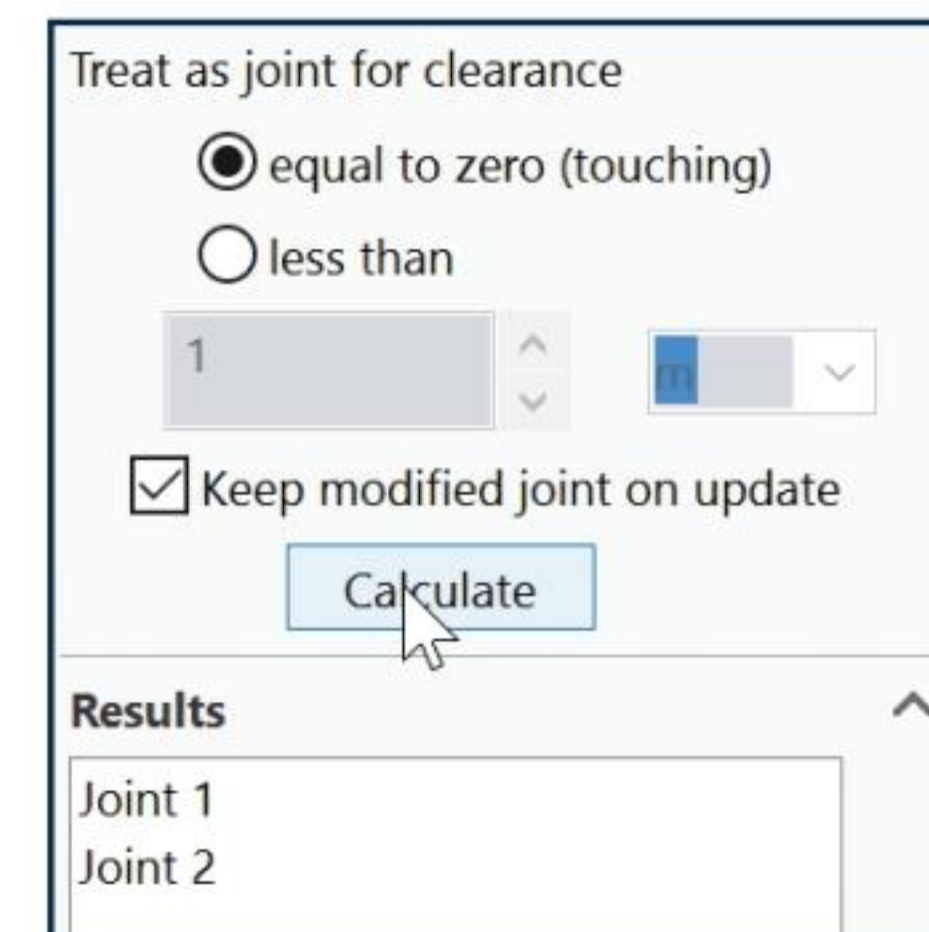 Treat as joint for clearance
equal to zero (touching)
less than
1 m
Keep modified joint on update
Calculate
Results
Joint 1
Joint 2